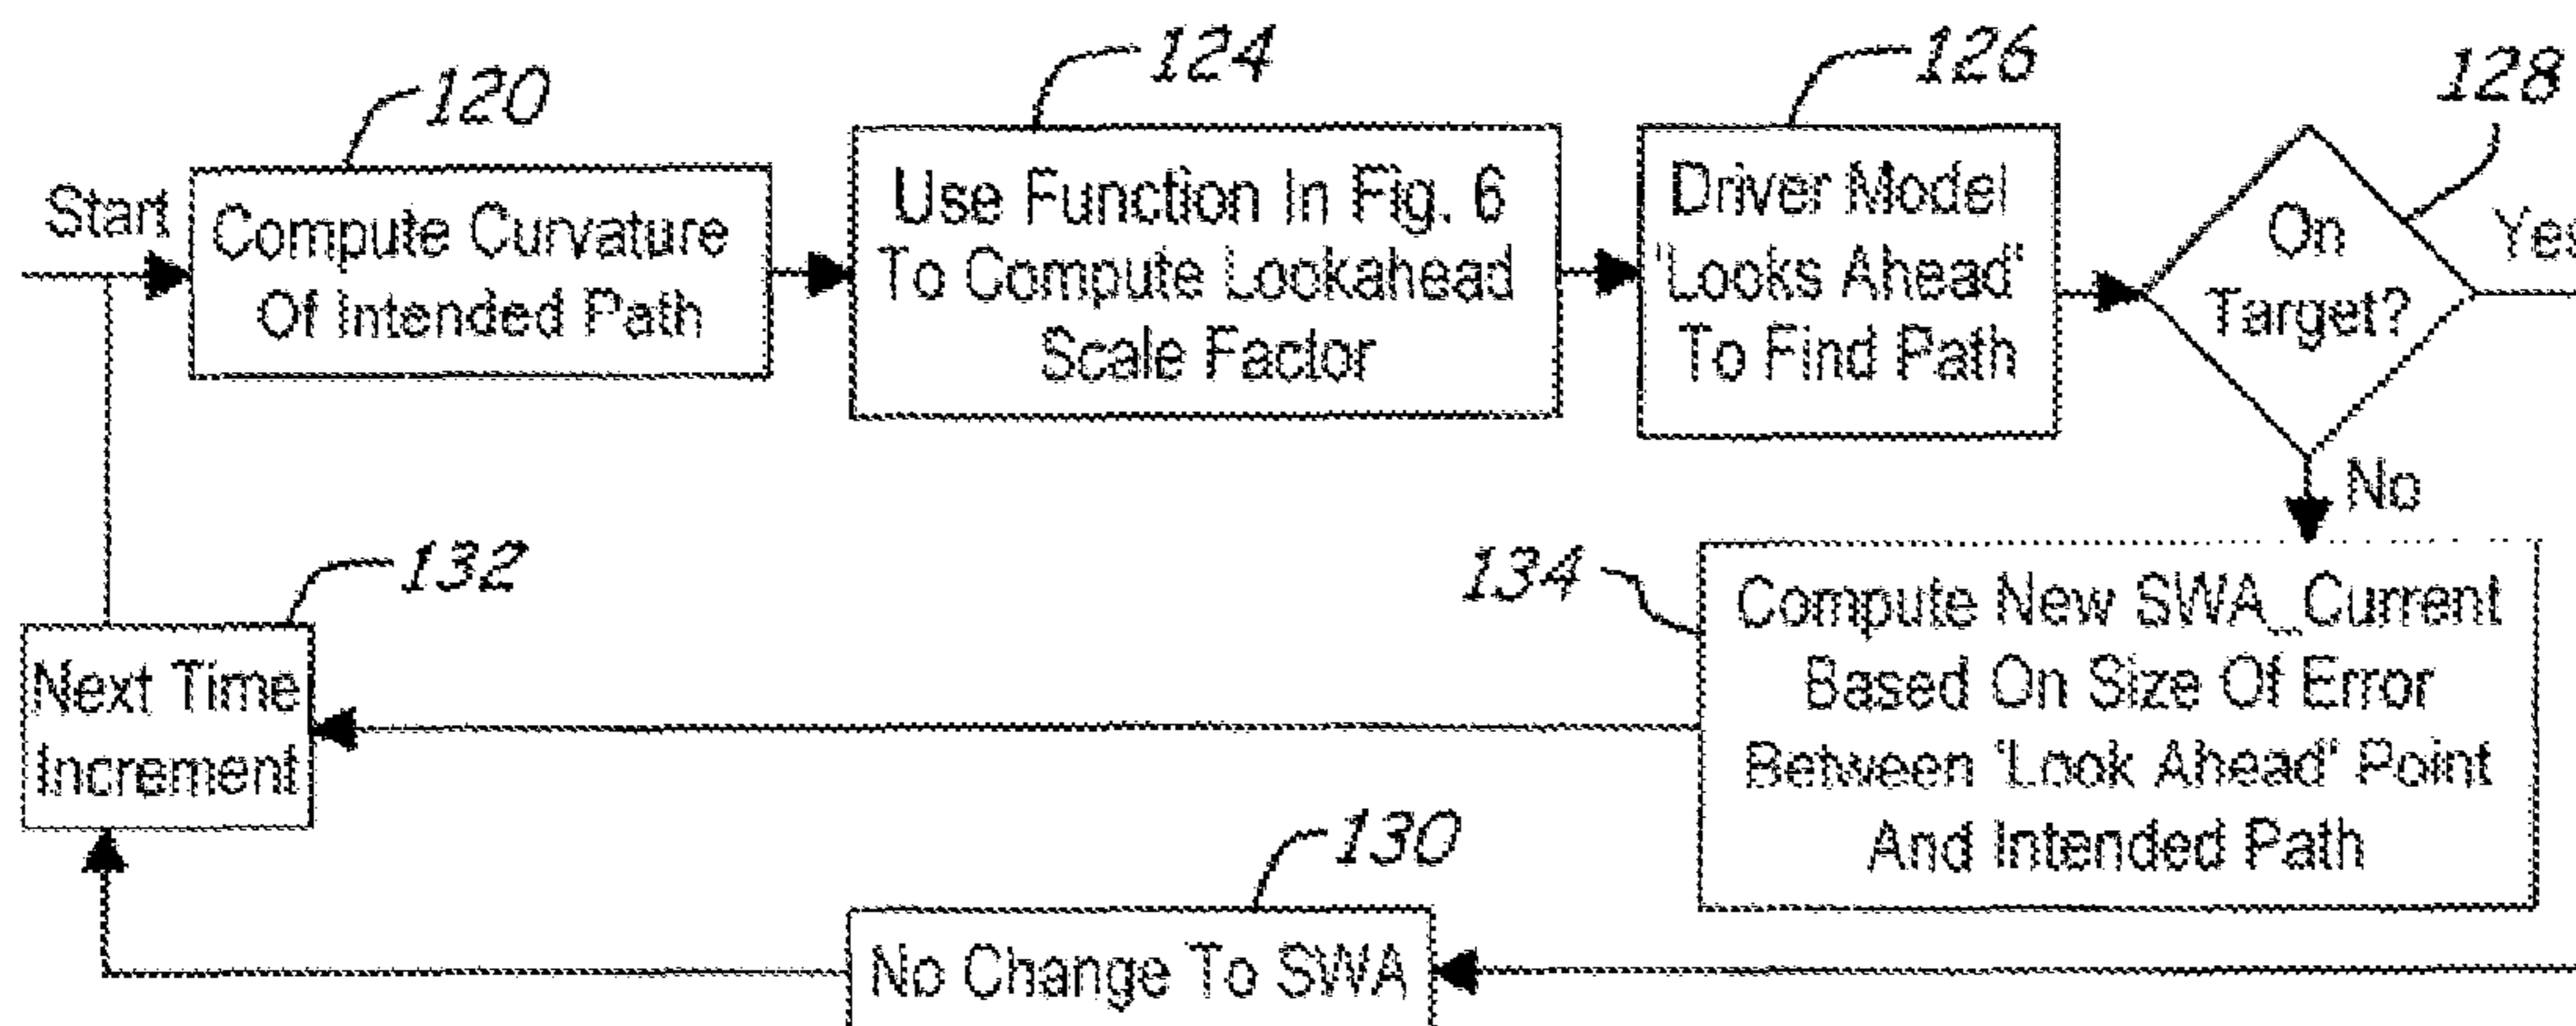 120
124
126
128
Start
Compute Curvature
Of Intended Path
Use Function In Fig. 6
To Compute Lookahead
Scale Factor
Driver Model
'Looks Ahead'
To Find Path
On
Target?
Yes
No
132
Next Time
Increment
134
Compute New SWA_Current
Based On Size Of Error
Between 'Look Ahead' Point
And Intended Path
130
No Change To SWA